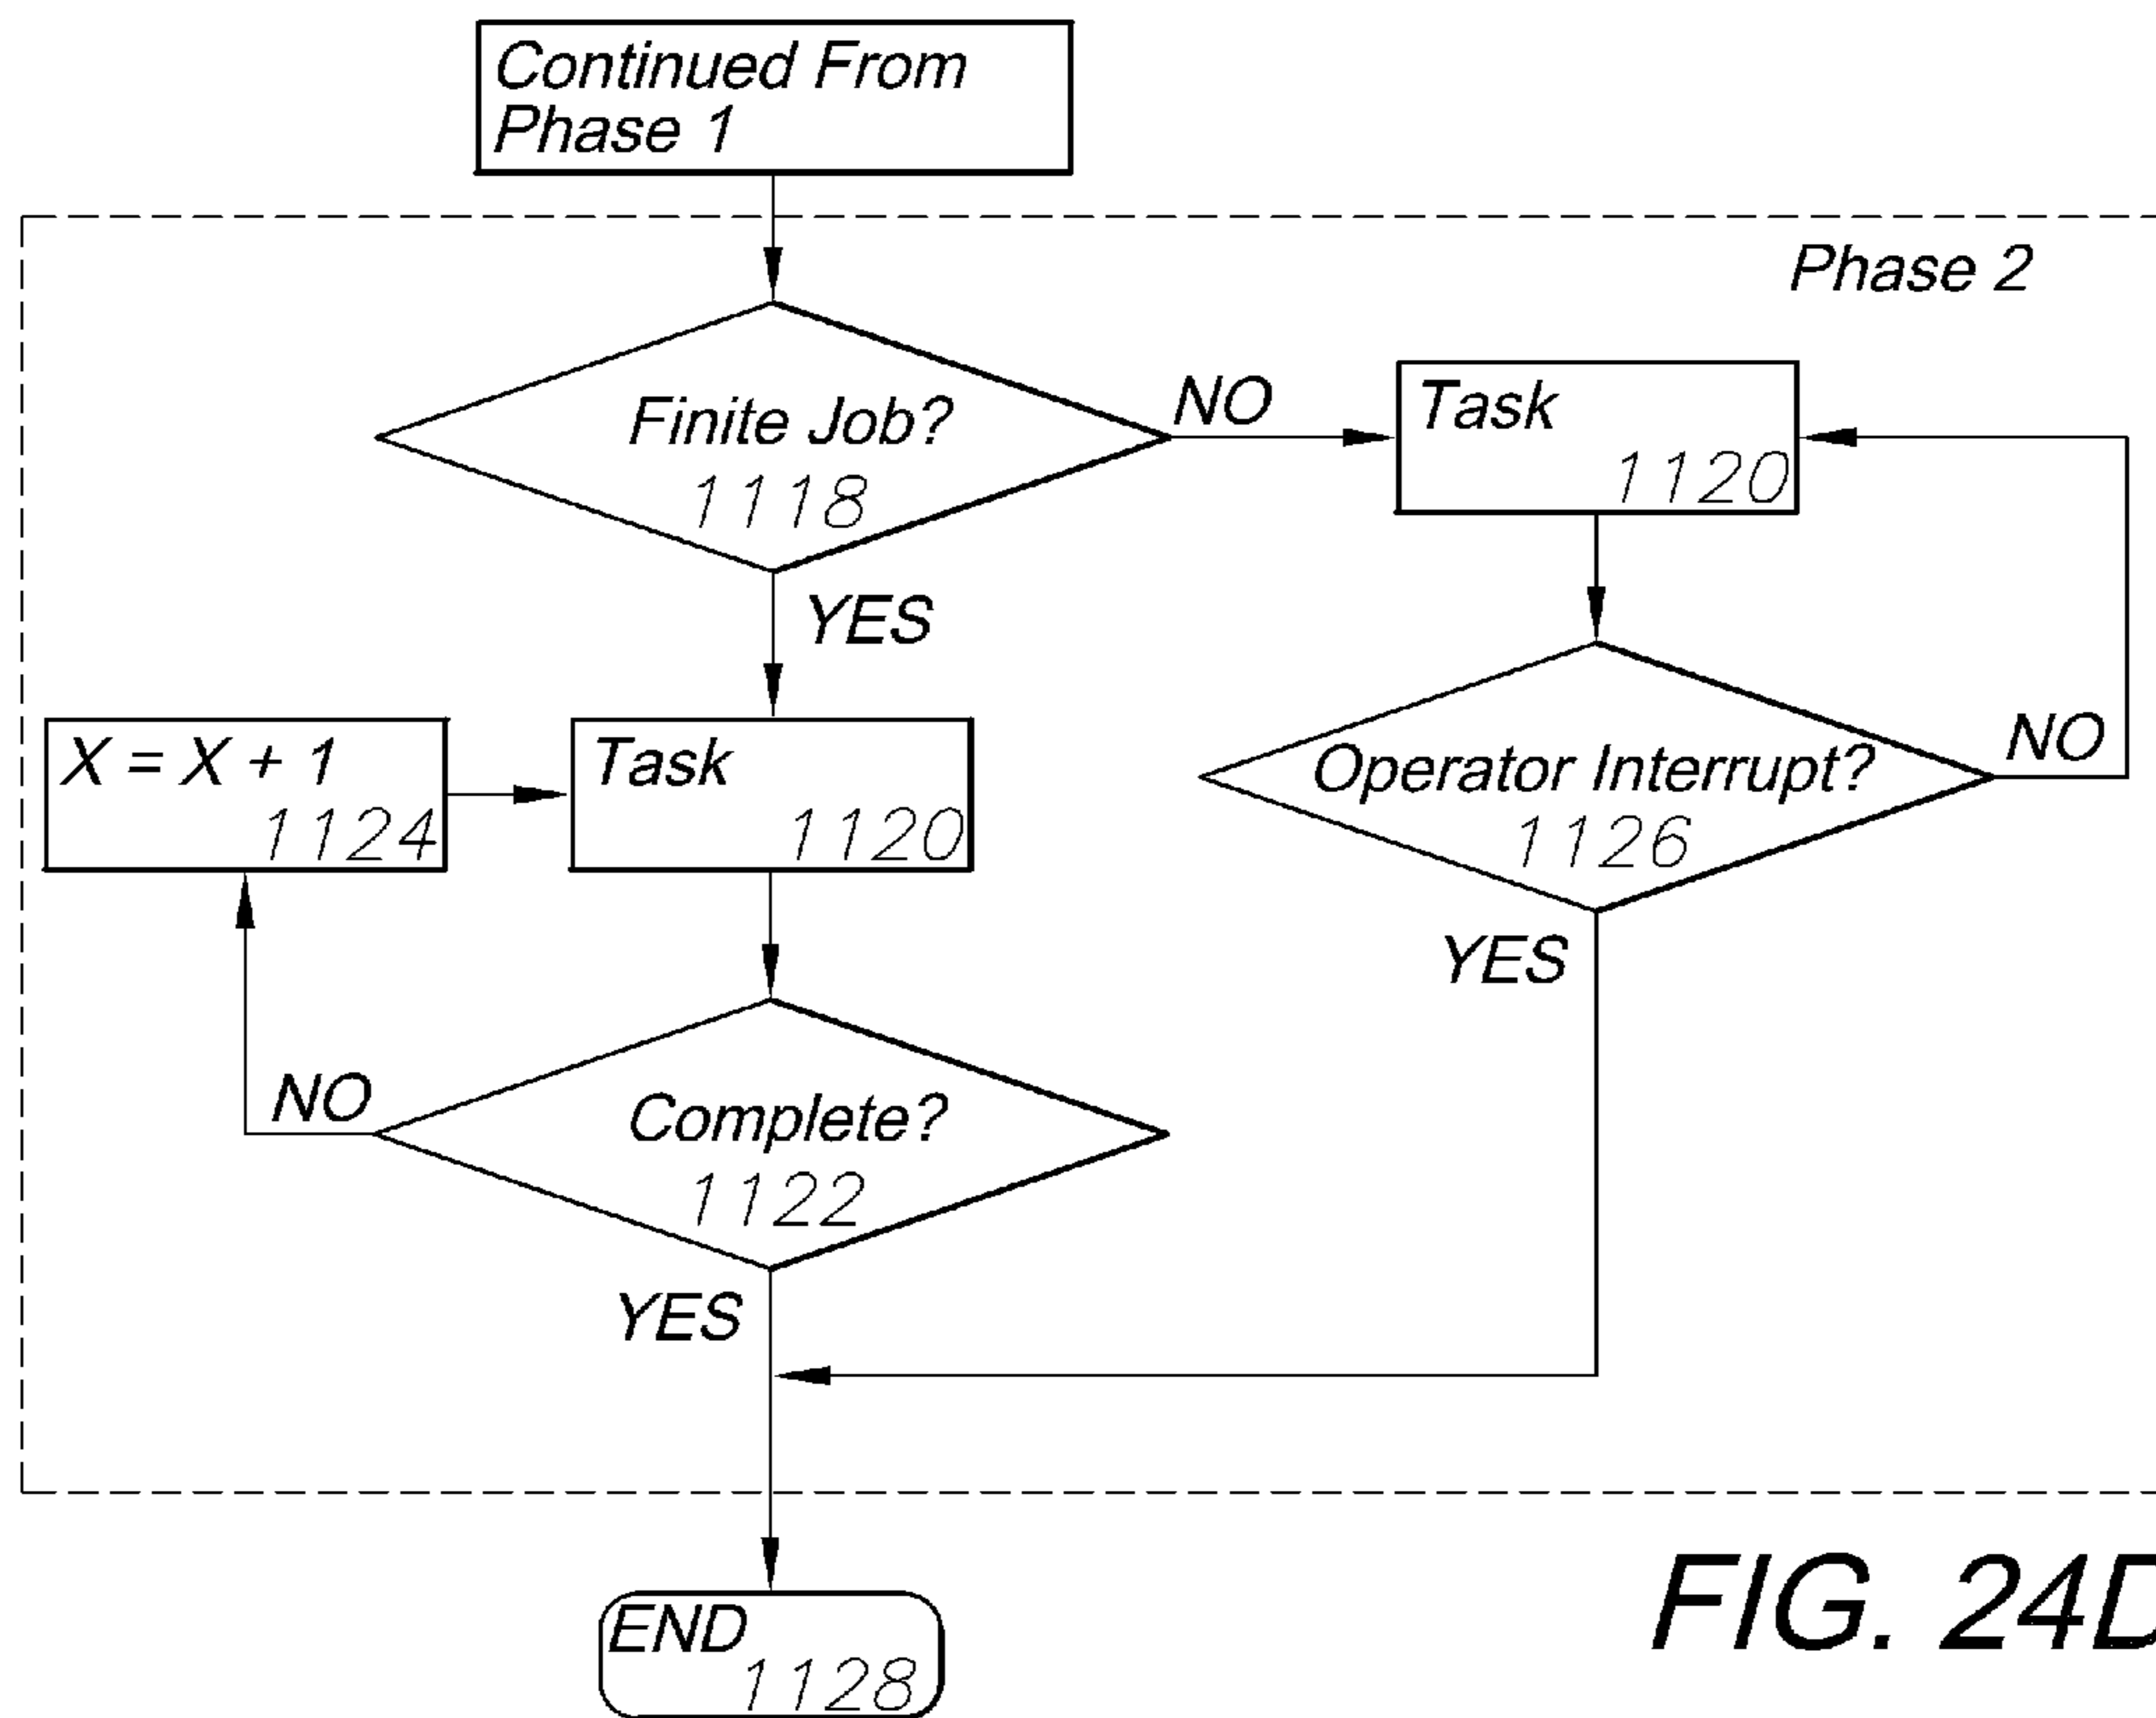 Continued From
Phase 1
Phase 2
Finite Job?
1118
NO
Task
1120
YES
X = X + 1
1124
Task
1120
Operator Interrupt?
1126
NO
YES
Complete?
1122
NO
YES
END
1128
FIG. 24D